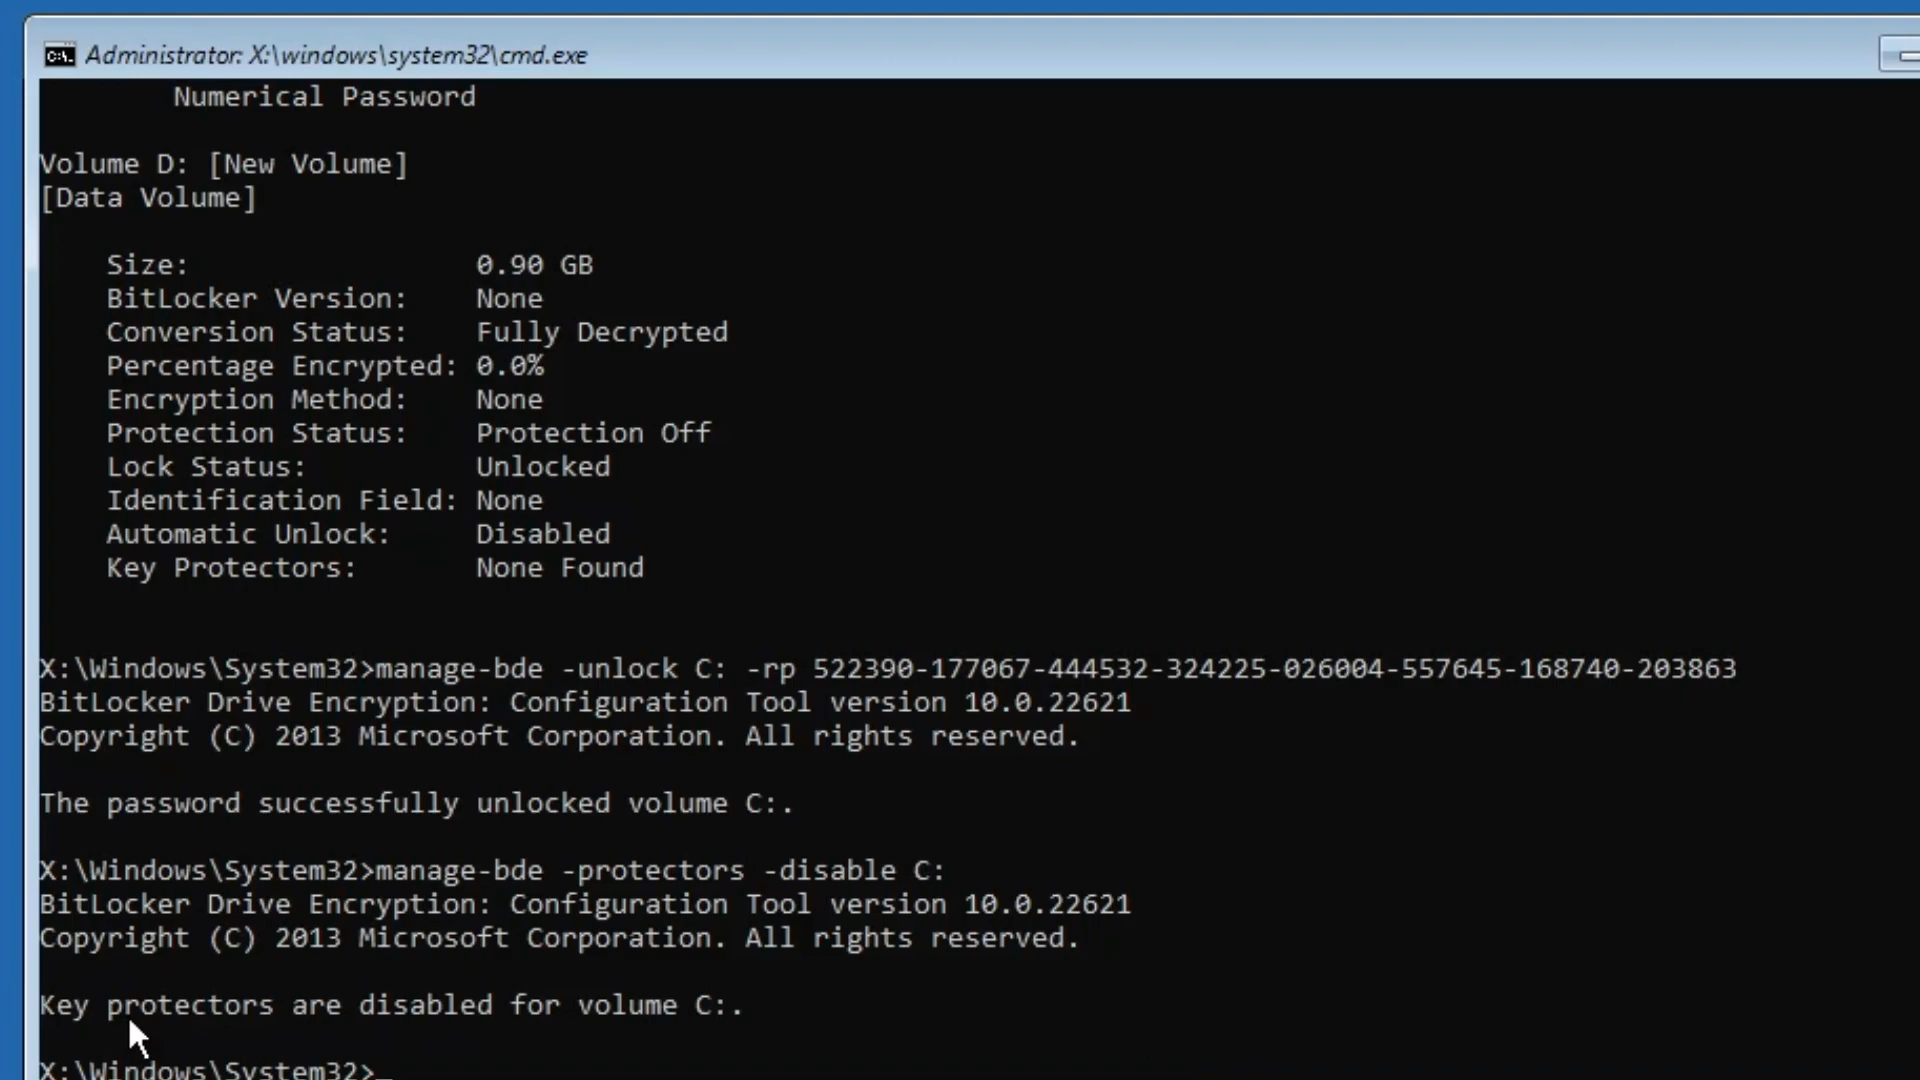 Administrator: X:\windows\system32\cmd.exe
Numerical Password
Volume D: [New Volume]
[Data Volume]
Size: 0.90 GB
BitLocker Version: None
Conversion Status: Fully Decrypted
Percentage Encrypted: 0.0%
Encryption Method: None
Protection Status: Protection Off
Lock Status: Unlocked
Identification Field: None
Automatic Unlock: Disabled
Key Protectors: None Found
X:\Windows\System32>manage-bde -unlock C: -rp 522390-177067-444532-324225-026004-557645-168740-203863
BitLocker Drive Encryption: Configuration Tool version 10.0.22621
Copyright (C) 2013 Microsoft Corporation. All rights reserved.
The password successfully unlocked volume C:.
X:\Windows\System32>manage-bde -protectors -disable C:
BitLocker Drive Encryption: Configuration Tool version 10.0.22621
Copyright (C) 2013 Microsoft Corporation. All rights reserved.
Key protectors are disabled for volume C:.
X:\Windows\System32>_